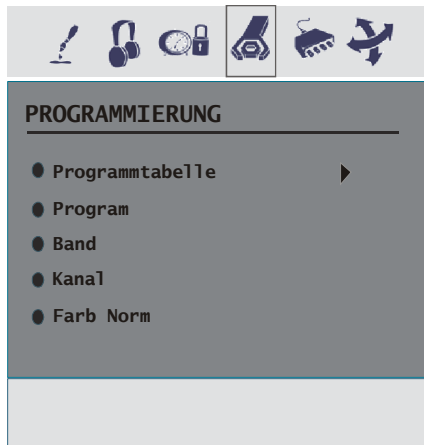 PROGRAMMIERUNG
Programmtabelle
Program
Band
Kanal
Farb Norm